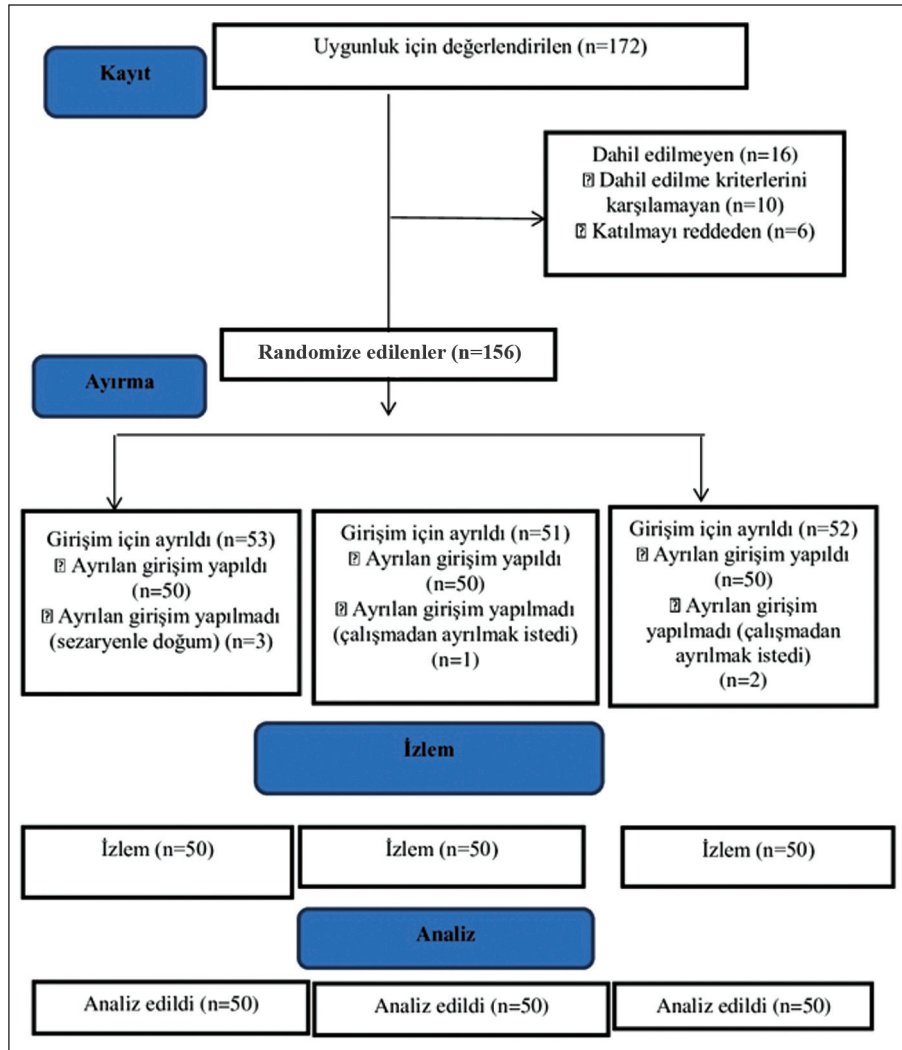 Uygunluk için değerlendirilen (n=172)
Kayıt
Dahil edilmeyen (n=16)
⍰ Dahil edilme kriterlerini
karşılamayan (n=10)
⍰ Katılmayı reddeden (n=6)
Randomize edilenler (n=156)
Ayırma
Girişim için ayrıldı (n=53)
⍰ Ayrılan girişim yapıldı
(n=50)
⍰ Ayrılan girişim yapılmadı
(sezaryenle doğum) (n=3)
Girişim için ayrıldı (n=51)
⍰ Ayrılan girişim yapıldı
(n=50)
⍰ Ayrılan girişim yapılmadı
(çalışmadan ayrılmak istedi)
(n=1)
Girişim için ayrıldı (n=52)
⍰ Ayrılan girişim yapıldı
(n=50)
⍰ Ayrılan girişim
yapılmadı (çalışmadan
ayrılmak istedi)
(n=2)
İzlem
İzlem (n=50)
İzlem (n=50)
İzlem (n=50)
Analiz
Analiz edildi (n=50)
Analiz edildi (n=50)
Analiz edildi (n=50)